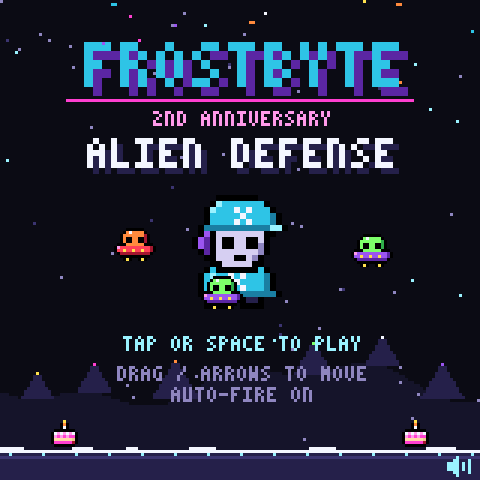 FROSTBYTE
2ND ANNIVERSARY
ALIEN DEFENSE
TAP OR SPACE TO PLAY
DRAG / ARROWS TO MOVE
AUTO-FIRE ON